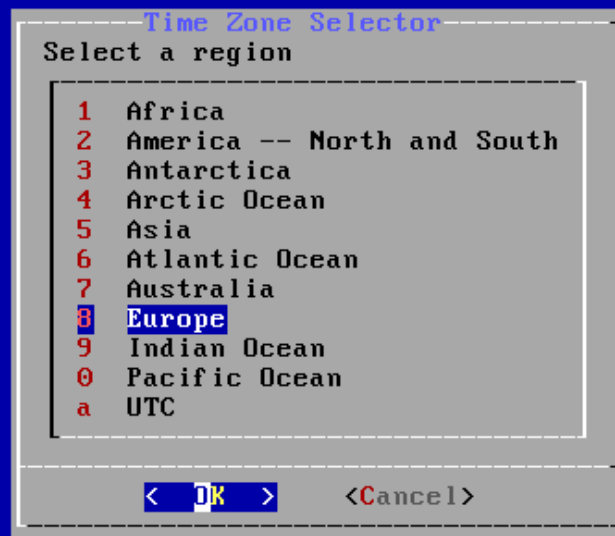 Time Zone Selector
Select a region
1 Africa
2 America -- North and South
3 Antarctica
4 Arctic Ocean
5 Asia
6 Atlantic Ocean
7 Australia
8 Europe
9 Indian Ocean
0 Pacific Ocean
a UTC
< OK > <Cancel>